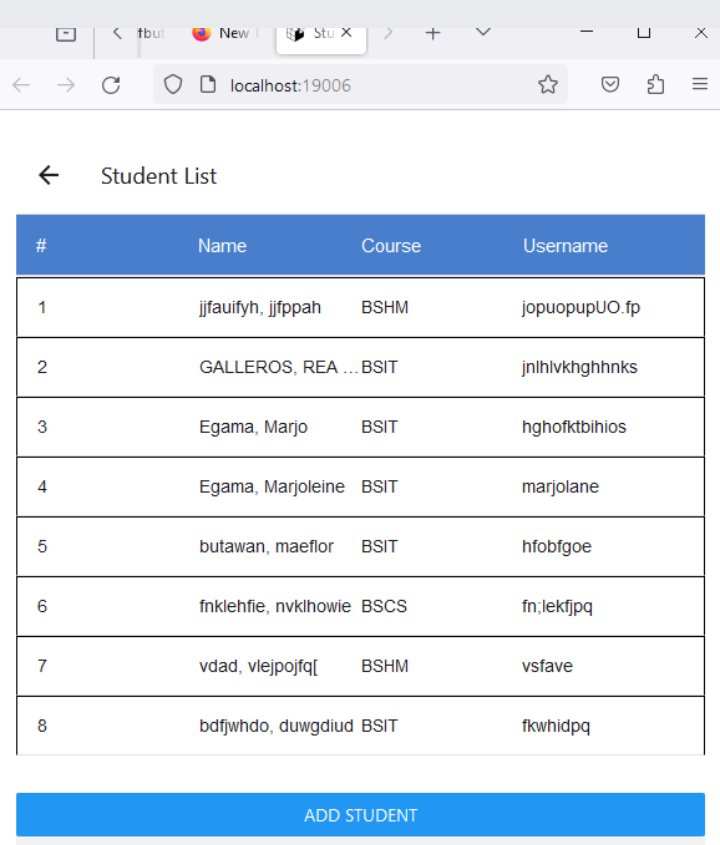 fbut New Stu
localhost:19006
Student List
# Name Course Username
1 jjfauifyh, jjfppah BSHM jopuopupUO.fp
2 GALLEROS, REA ... BSIT jnlhlvkhghhnks
3 Egama, Marjo BSIT hghofktbihios
4 Egama, Marjoleine BSIT marjolane
5 butawan, maeflor BSIT hfobfgoe
6 fnklehfie, nvklhowie BSCS fn;lekfjpq
7 vdad, vlejpojfq[ BSHM vsfave
8 bdfjwhdo, duwgdiud BSIT fkwhidpq
ADD STUDENT